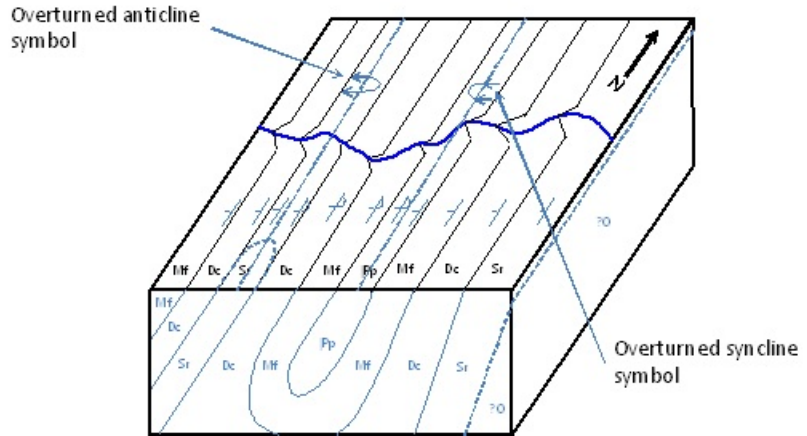 Overturned anticline
symbol
N
?O
Mf Dc Sr Dc Mf Pp Mf Dc Sr
Mf
Dc
Sr Dc Mf Pp Mf Dc Sr
?O
Overturned syncline
symbol